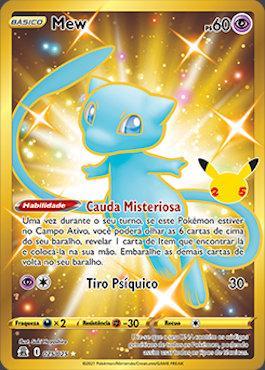 BÁSICO Mew PS60
Habilidade Cauda Misteriosa
Uma vez durante o seu turno, se este Pokémon estiver
no Campo Ativo, você poderá olhar as 6 cartas de cima
do seu baralho, revelar 1 carta de Item que encontrar lá e
colocá-la na sua mão. Embaralhe as demais cartas de
volta no seu baralho.
25
Tiro Psíquico 30
Fraqueza ×2 Resistência -30 Recuo
025/025
©2021 Pokémon/Nintendo/Creatures/GAME FREAK